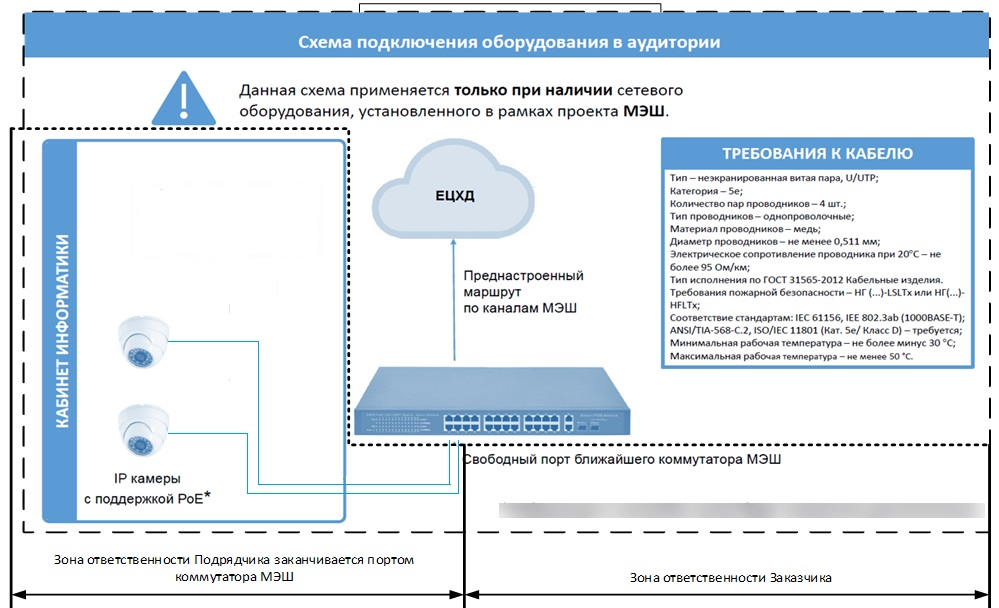 Схема подключения оборудования в аудитории
Данная схема применяется только при наличии сетевого
оборудования, установленного в рамках проекта МЭШ.
КАБИНЕТ ИНФОРМАТИКИ
ЕЦХД
Преднастроенный
маршрут
по каналам МЭШ
ТРЕБОВАНИЯ К КАБЕЛЮ
Тип – неэкранированная витая пара, U/UTP;
Категория – 5e;
Количество пар проводников – 4 шт.;
Тип проводников – однопроволочные;
Материал проводников – медь;
Диаметр проводников – не менее 0,511 мм;
Электрическое сопротивление проводника при 20°C – не
более 95 Ом/км;
Тип исполнения по ГОСТ 31565-2012 Кабельные изделия.
Требования пожарной безопасности – НГ (...)-LSLTx или НГ(...)-
HFLTx;
Соответствие стандартам: IEC 61156, IEE 802.3ab (1000BASE-T);
ANSI/TIA-568-C.2, ISO/IEC 11801 (Кат. 5e/ Класс D) – требуется;
Минимальная рабочая температура – не более минус 30 °C;
Максимальная рабочая температура – не менее 50 °C.
IP камеры
с поддержкой PoE*
Свободный порт ближайшего коммутатора МЭШ
Зона ответственности Подрядчика заканчивается портом
коммутатора МЭШ
Зона ответственности Заказчика